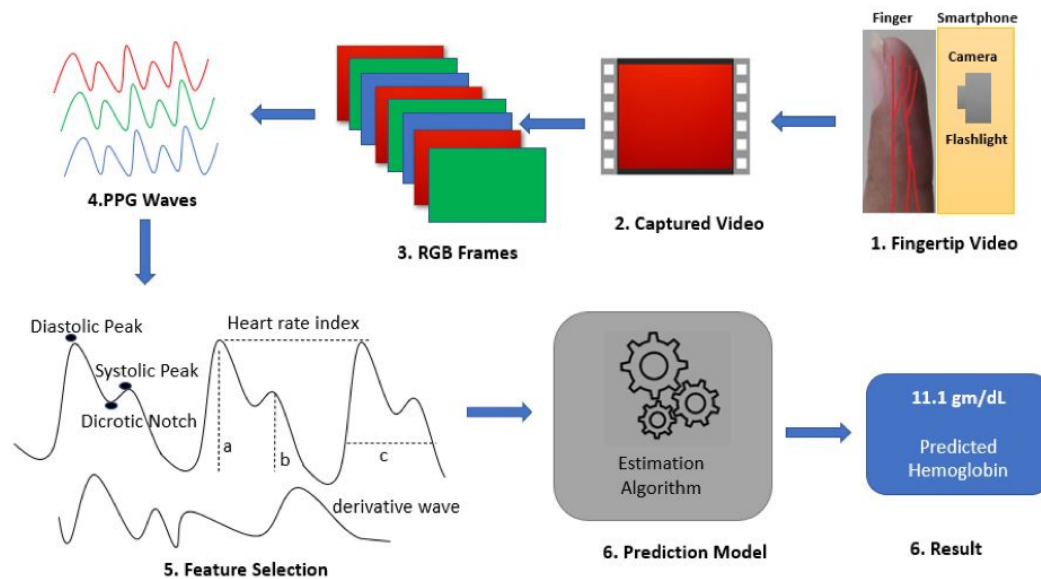 Finger
Smartphone
Camera
Flashlight
1. Fingertip Video
2. Captured Video
3. RGB Frames
4.PPG Waves
Diastolic Peak
Systolic Peak
Dicrotic Notch
Heart rate index
a
b
c
derivative wave
5. Feature Selection
Estimation
Algorithm
6. Prediction Model
11.1 gm/dL
Predicted
Hemoglobin
6. Result